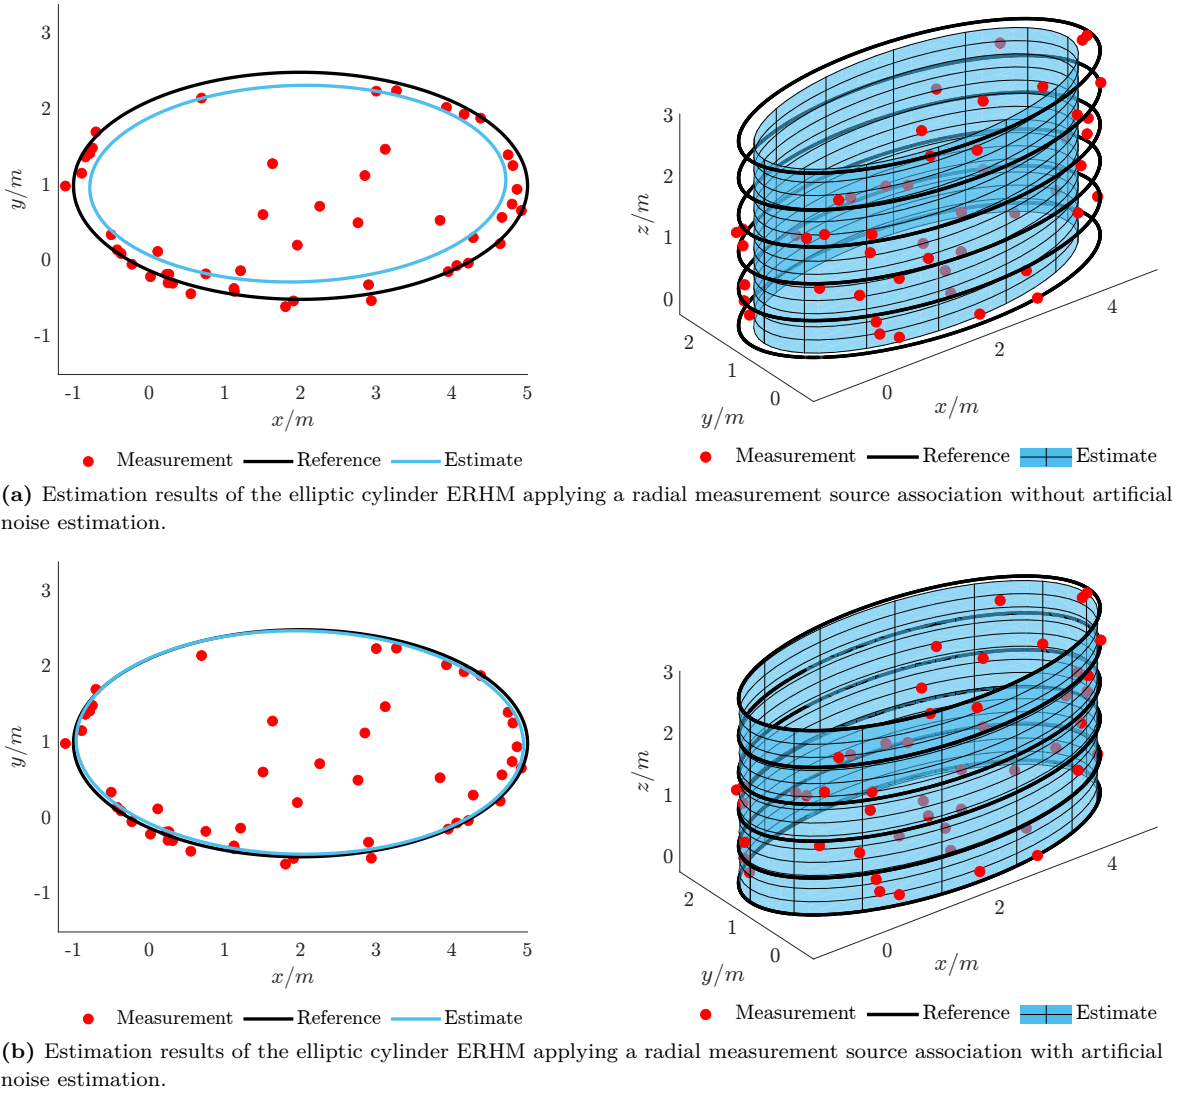 3
2
1
0
-1
y/m
-1
0
1
2
3
4
5
x/m
Measurement Reference Estimate
3
2
1
0
z/m
2
1
0
y/m
0
2
4
x/m
Measurement Reference Estimate
(a) Estimation results of the elliptic cylinder ERHM applying a radial measurement source association without artificial
noise estimation.
3
2
1
0
-1
y/m
-1
0
1
2
3
4
5
x/m
Measurement Reference Estimate
3
2
1
0
z/m
2
1
0
y/m
0
2
4
x/m
Measurement Reference Estimate
(b) Estimation results of the elliptic cylinder ERHM applying a radial measurement source association with artificial
noise estimation.